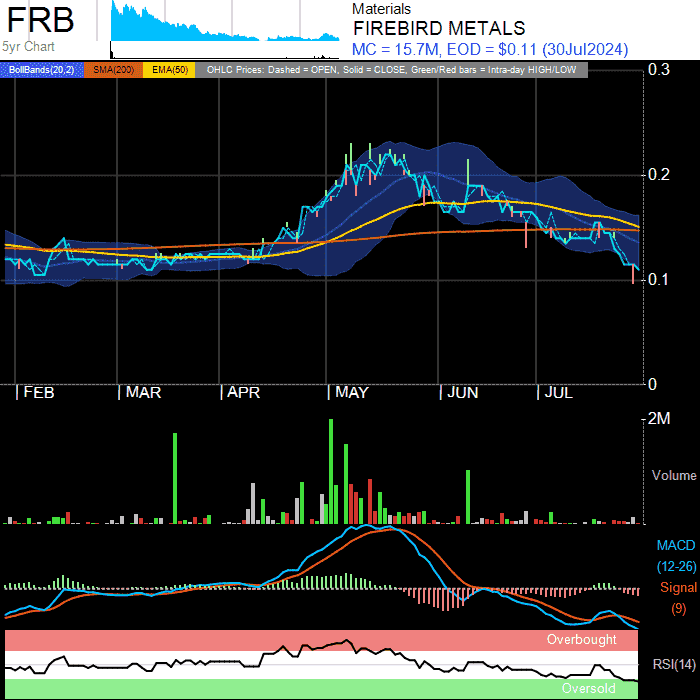 FRB
5yr Chart
Materials
FIREBIRD METALS
MC = 15.7M, EOD = $0.11 (30Jul2024)
BollBands(20,2) SMA(200) EMA(50) OHLC Prices: Dashed = OPEN, Solid = CLOSE, Green/Red bars = Intra-day HIGH/LOW
0.3
0.2
0.1
0
FEB MAR APR MAY JUN JUL
2M
Volume
MACD
(12-26)
Signal
(9)
Overbought
RSI(14)
Oversold